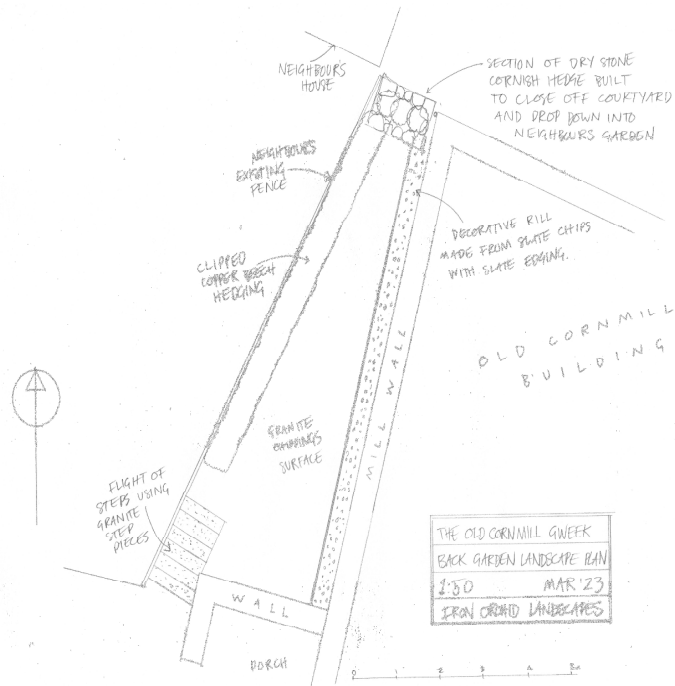 NEIGHBOUR'S
HOUSE
SECTION OF DRY STONE
CORNISH HEDGE BUILT
TO CLOSE OFF COURTYARD
AND DROP DOWN INTO
NEIGHBOURS GARDEN
NEIGHBOURS
EXISTING
FENCE
DECORATIVE RILL
MADE FROM SLATE CHIPS
WITH SLATE EDGING.
CLIPPED
COPPER BEECH
HEDGING
OLD CORNMILL
BUILDING
MILL WALL
GRANITE
SURFACE
FLIGHT OF
STEPS USING
GRANITE
STEP
PIECES
WALL
PORCH
THE OLD CORNMILL GWEEK
BACK GARDEN LANDSCAPE PLAN
1:50 MAR '23
IRON ORCHID LANDSCAPES
0 1 2 3 4 5m